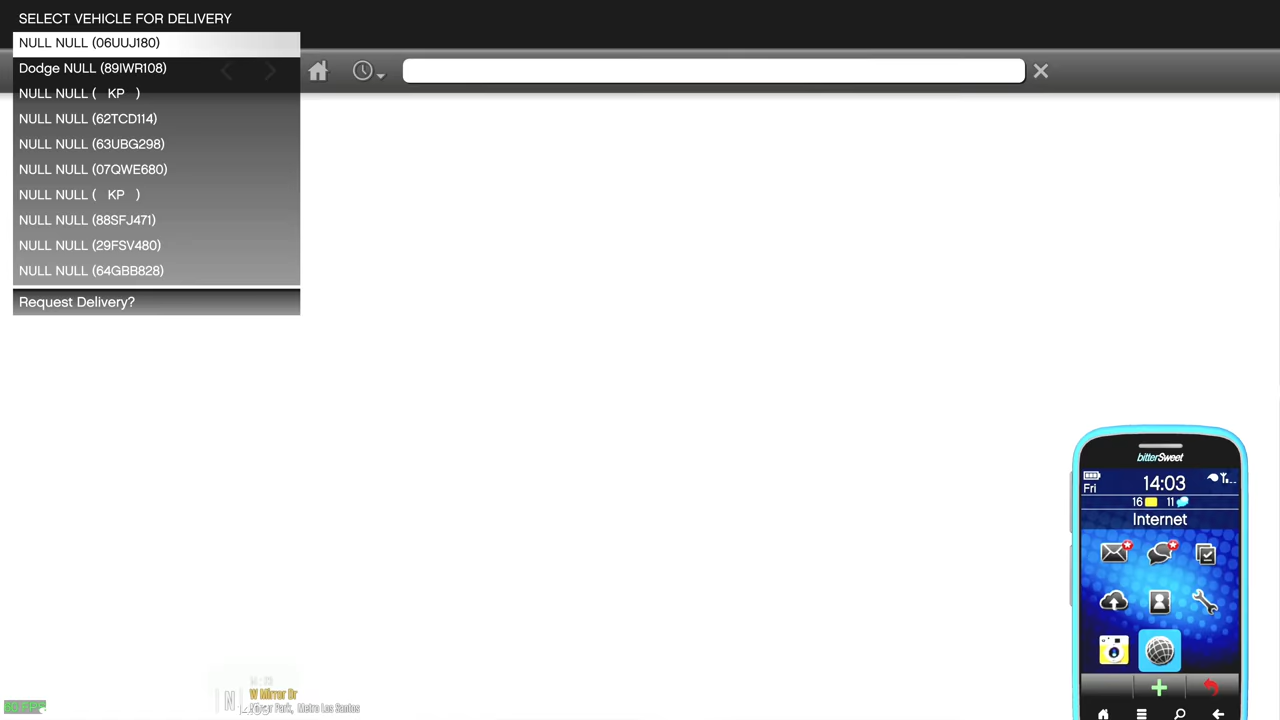 SELECT VEHICLE FOR DELIVERY
NULL NULL (06UUJ180)
Dodge NULL (89IWR108)
NULL NULL ( KP )
NULL NULL (62TCD114)
NULL NULL (63UBG298)
NULL NULL (07QWE680)
NULL NULL ( KP )
NULL NULL (88SFJ471)
NULL NULL (29FSV480)
NULL NULL (64GBB828)
Request Delivery?
bitterSweet
Fri 14:03
16 11
Internet
N W Mirror Dr
Park, Metro Los Santos